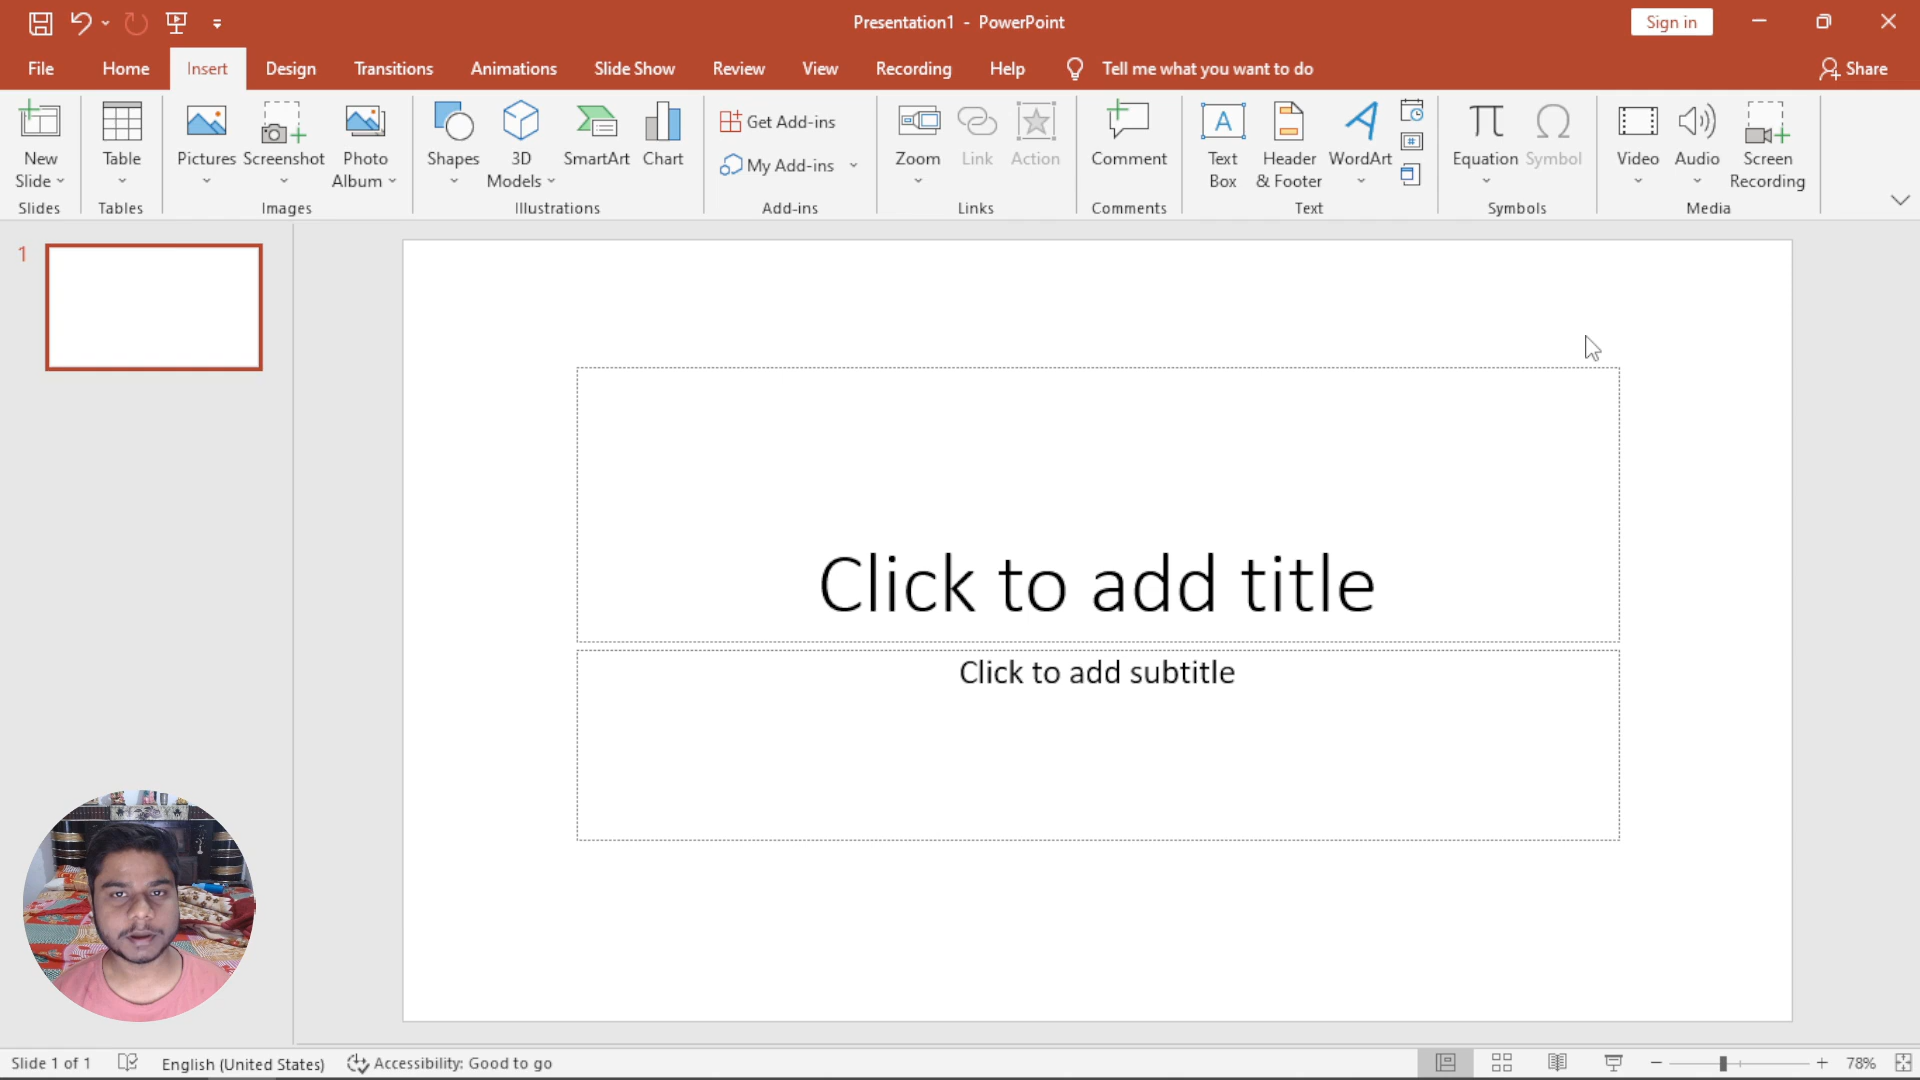 Presentation1 - PowerPoint
Sign in
File Home Insert Design Transitions Animations Slide Show Review View Recording Help Tell me what you want to do Share
New Slide
Table
Pictures
Screenshot
Photo Album
Shapes
3D Models
SmartArt
Chart
Get Add-ins
My Add-ins
Zoom
Link
Action
Comment
A
Text Box
Header & Footer
WordArt
Equation
Symbol
Video
Audio
Screen Recording
Slides Tables Images Illustrations Add-ins Links Comments Text Symbols Media
1
Click to add title
Click to add subtitle
Slide 1 of 1 English (United States) Accessibility: Good to go 78%